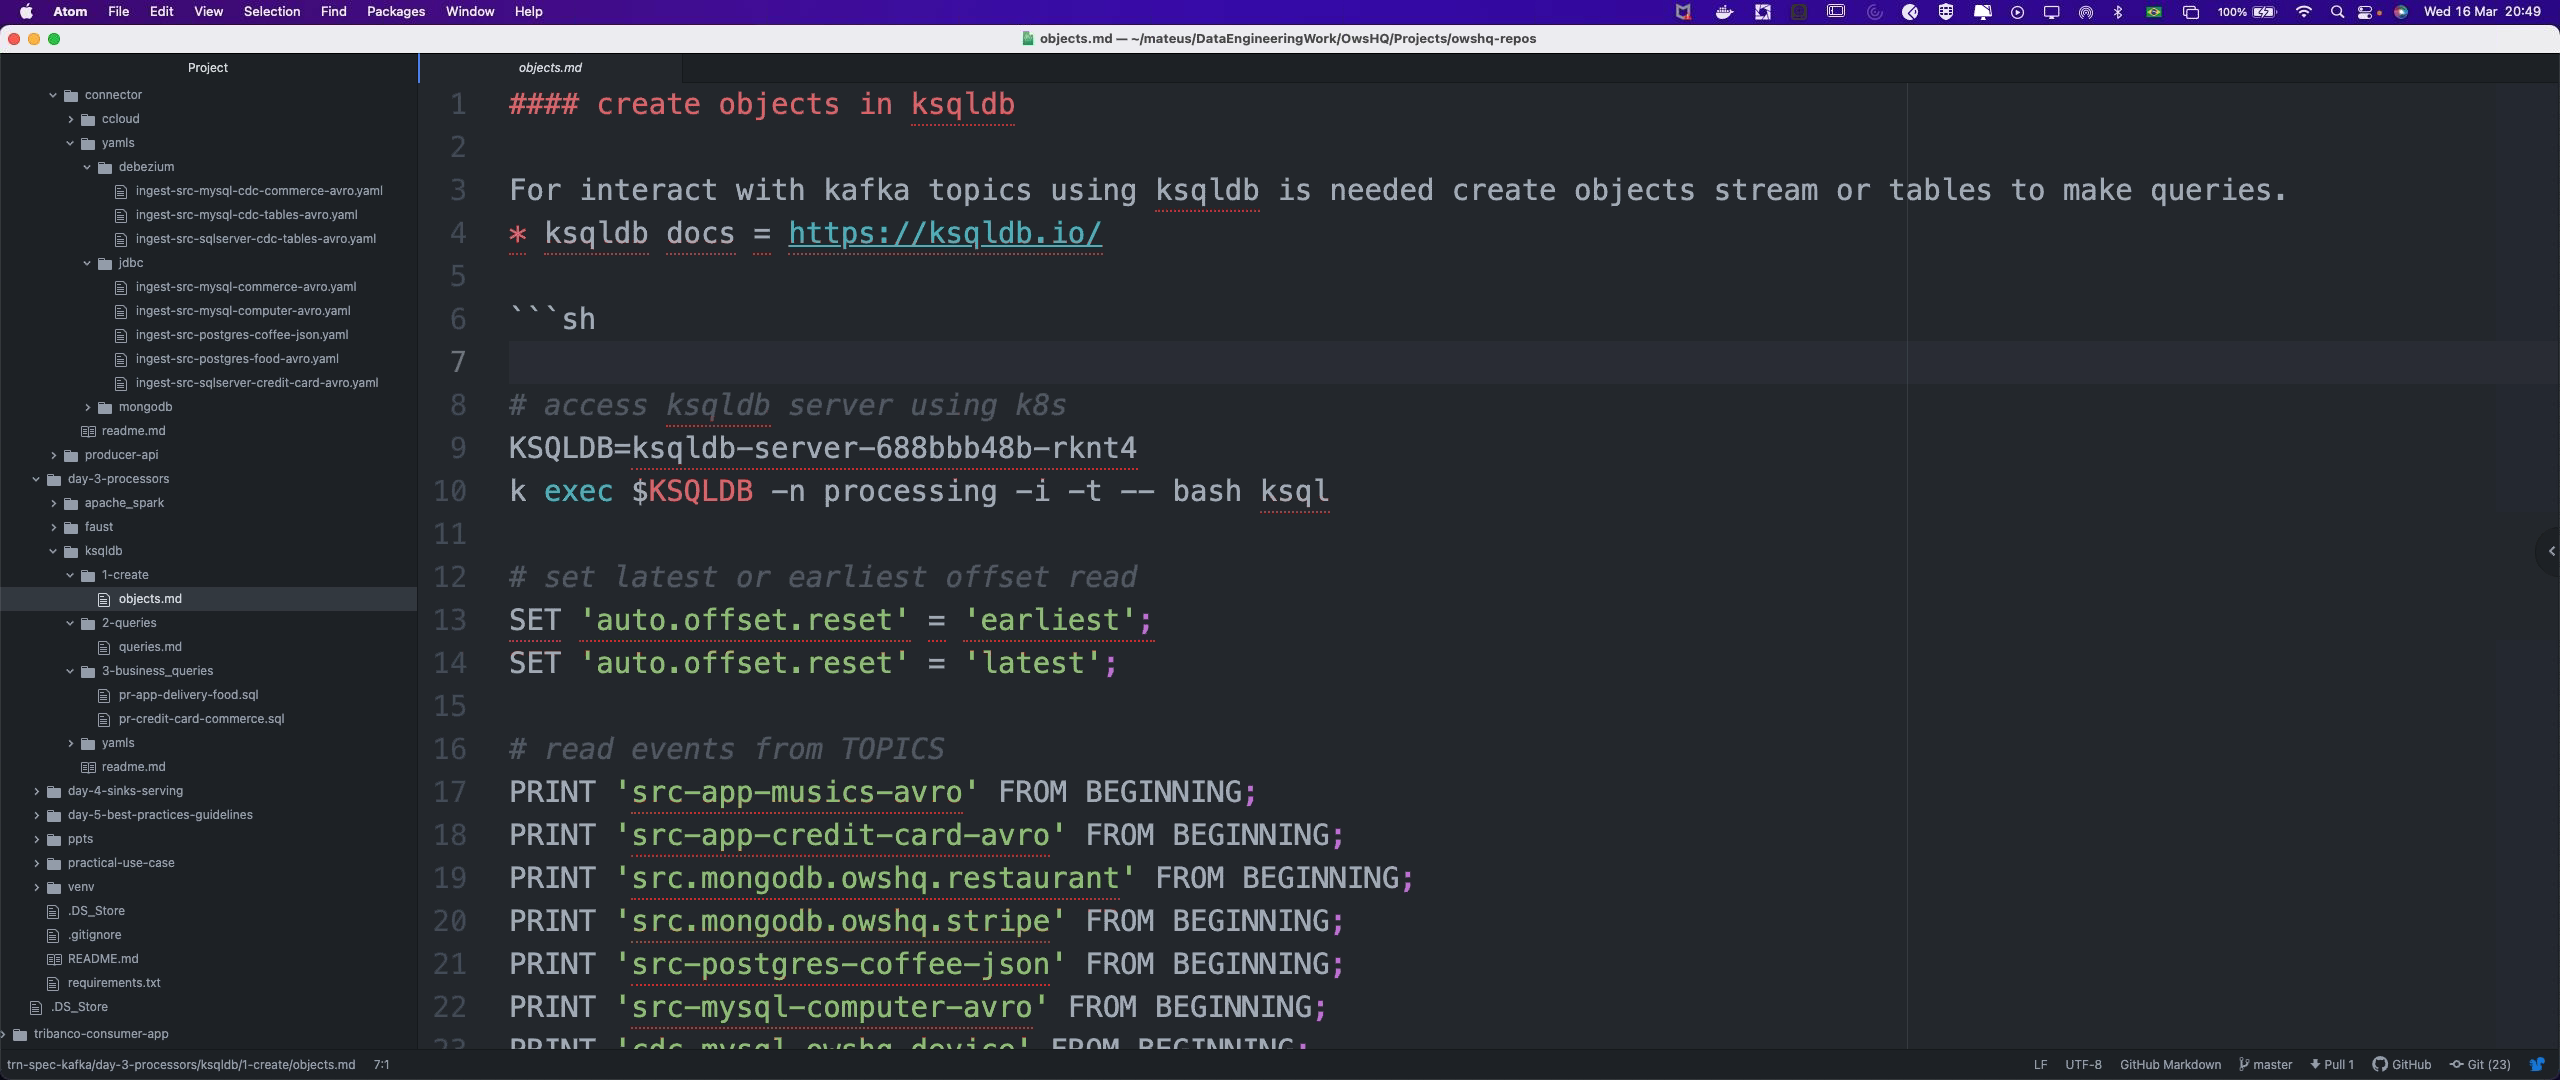 Atom File Edit View Selection Find Packages Window Help
100% Wed 16 Mar 20:49
objects.md — ~/mateus/DataEngineeringWork/OwsHQ/Projects/owshq-repos
Project
connector
ccloud
yamls
debezium
ingest-src-mysql-cdc-commerce-avro.yaml
ingest-src-mysql-cdc-tables-avro.yaml
ingest-src-sqlserver-cdc-tables-avro.yaml
jdbc
ingest-src-mysql-commerce-avro.yaml
ingest-src-mysql-computer-avro.yaml
ingest-src-postgres-coffee-json.yaml
ingest-src-postgres-food-avro.yaml
ingest-src-sqlserver-credit-card-avro.yaml
mongodb
readme.md
producer-api
day-3-processors
apache_spark
faust
ksqldb
1-create
objects.md
2-queries
queries.md
3-business_queries
pr-app-delivery-food.sql
pr-credit-card-commerce.sql
yamls
readme.md
day-4-sinks-serving
day-5-best-practices-guidelines
ppts
practical-use-case
venv
.DS_Store
.gitignore
README.md
requirements.txt
.DS_Store
tribanco-consumer-app
objects.md
1 #### create objects in ksqldb
2
3 For interact with kafka topics using ksqldb is needed create objects stream or tables to make queries.
4 * ksqldb docs = https://ksqldb.io/
5
6 ```sh
7
8 # access ksqldb server using k8s
9 KSQLDB=ksqldb-server-688bbb48b-rknt4
10 k exec $KSQLDB -n processing -i -t -- bash ksql
11
12 # set latest or earliest offset read
13 SET 'auto.offset.reset' = 'earliest';
14 SET 'auto.offset.reset' = 'latest';
15
16 # read events from TOPICS
17 PRINT 'src-app-musics-avro' FROM BEGINNING;
18 PRINT 'src-app-credit-card-avro' FROM BEGINNING;
19 PRINT 'src.mongodb.owshq.restaurant' FROM BEGINNING;
20 PRINT 'src.mongodb.owshq.stripe' FROM BEGINNING;
21 PRINT 'src-postgres-coffee-json' FROM BEGINNING;
22 PRINT 'src-mysql-computer-avro' FROM BEGINNING;
23 PRINT 'cdc.mysql.owshq.device' FROM BEGINNING;
trn-spec-kafka/day-3-processors/ksqldb/1-create/objects.md 7:1
LF UTF-8 GitHub Markdown master Pull 1 GitHub Git (23)